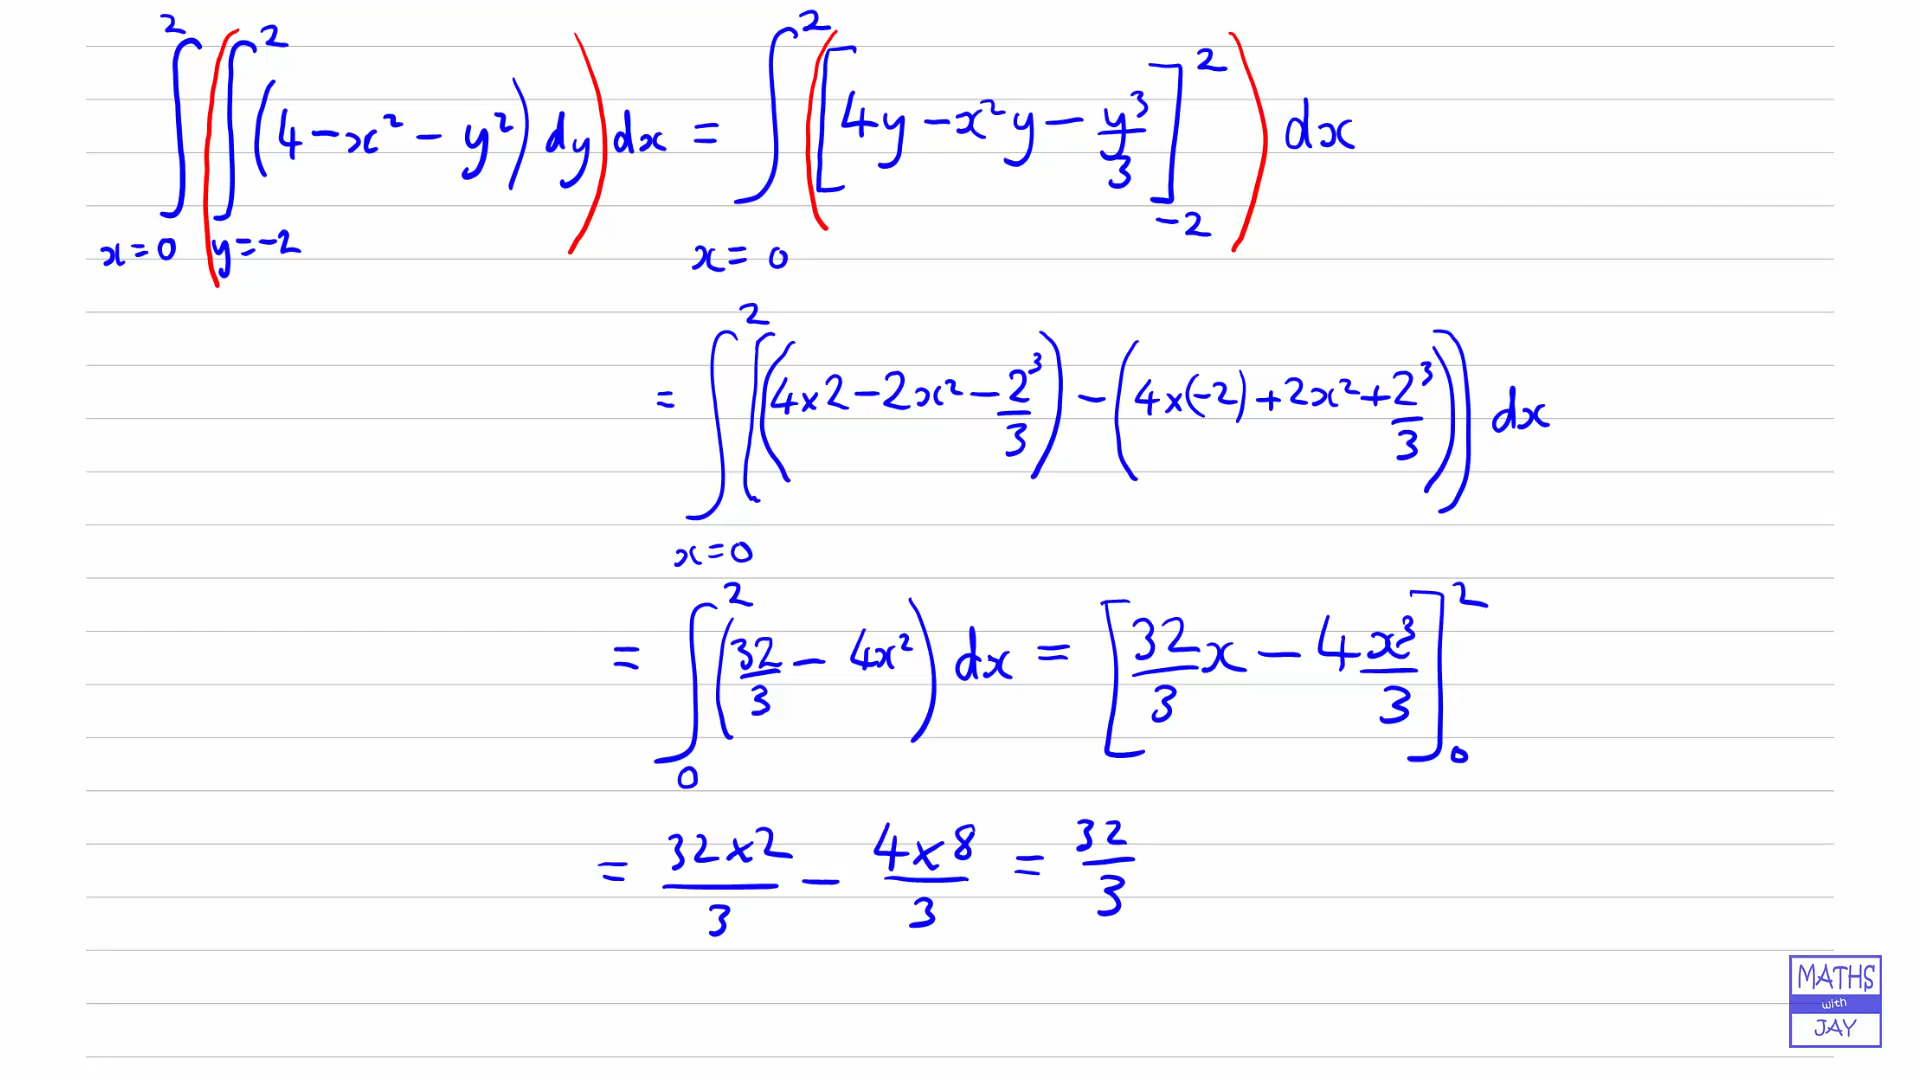 ∫_{x=0}^{2} (∫_{y=-2}^{2} (4 - x² - y²) dy) dx = ∫_{x=0}^{2} ([4y - x²y - y³/3]_{-2}^{2}) dx
= ∫_{x=0}^{2} ((4×2 - 2x² - 2³/3) - (4×(-2) + 2x² + 2³/3)) dx
= ∫_{0}^{2} (32/3 - 4x²) dx = [32/3 x - 4x³/3]_{0}^{2}
= 32×2/3 - 4×8/3 = 32/3
MATHS
with
JAY